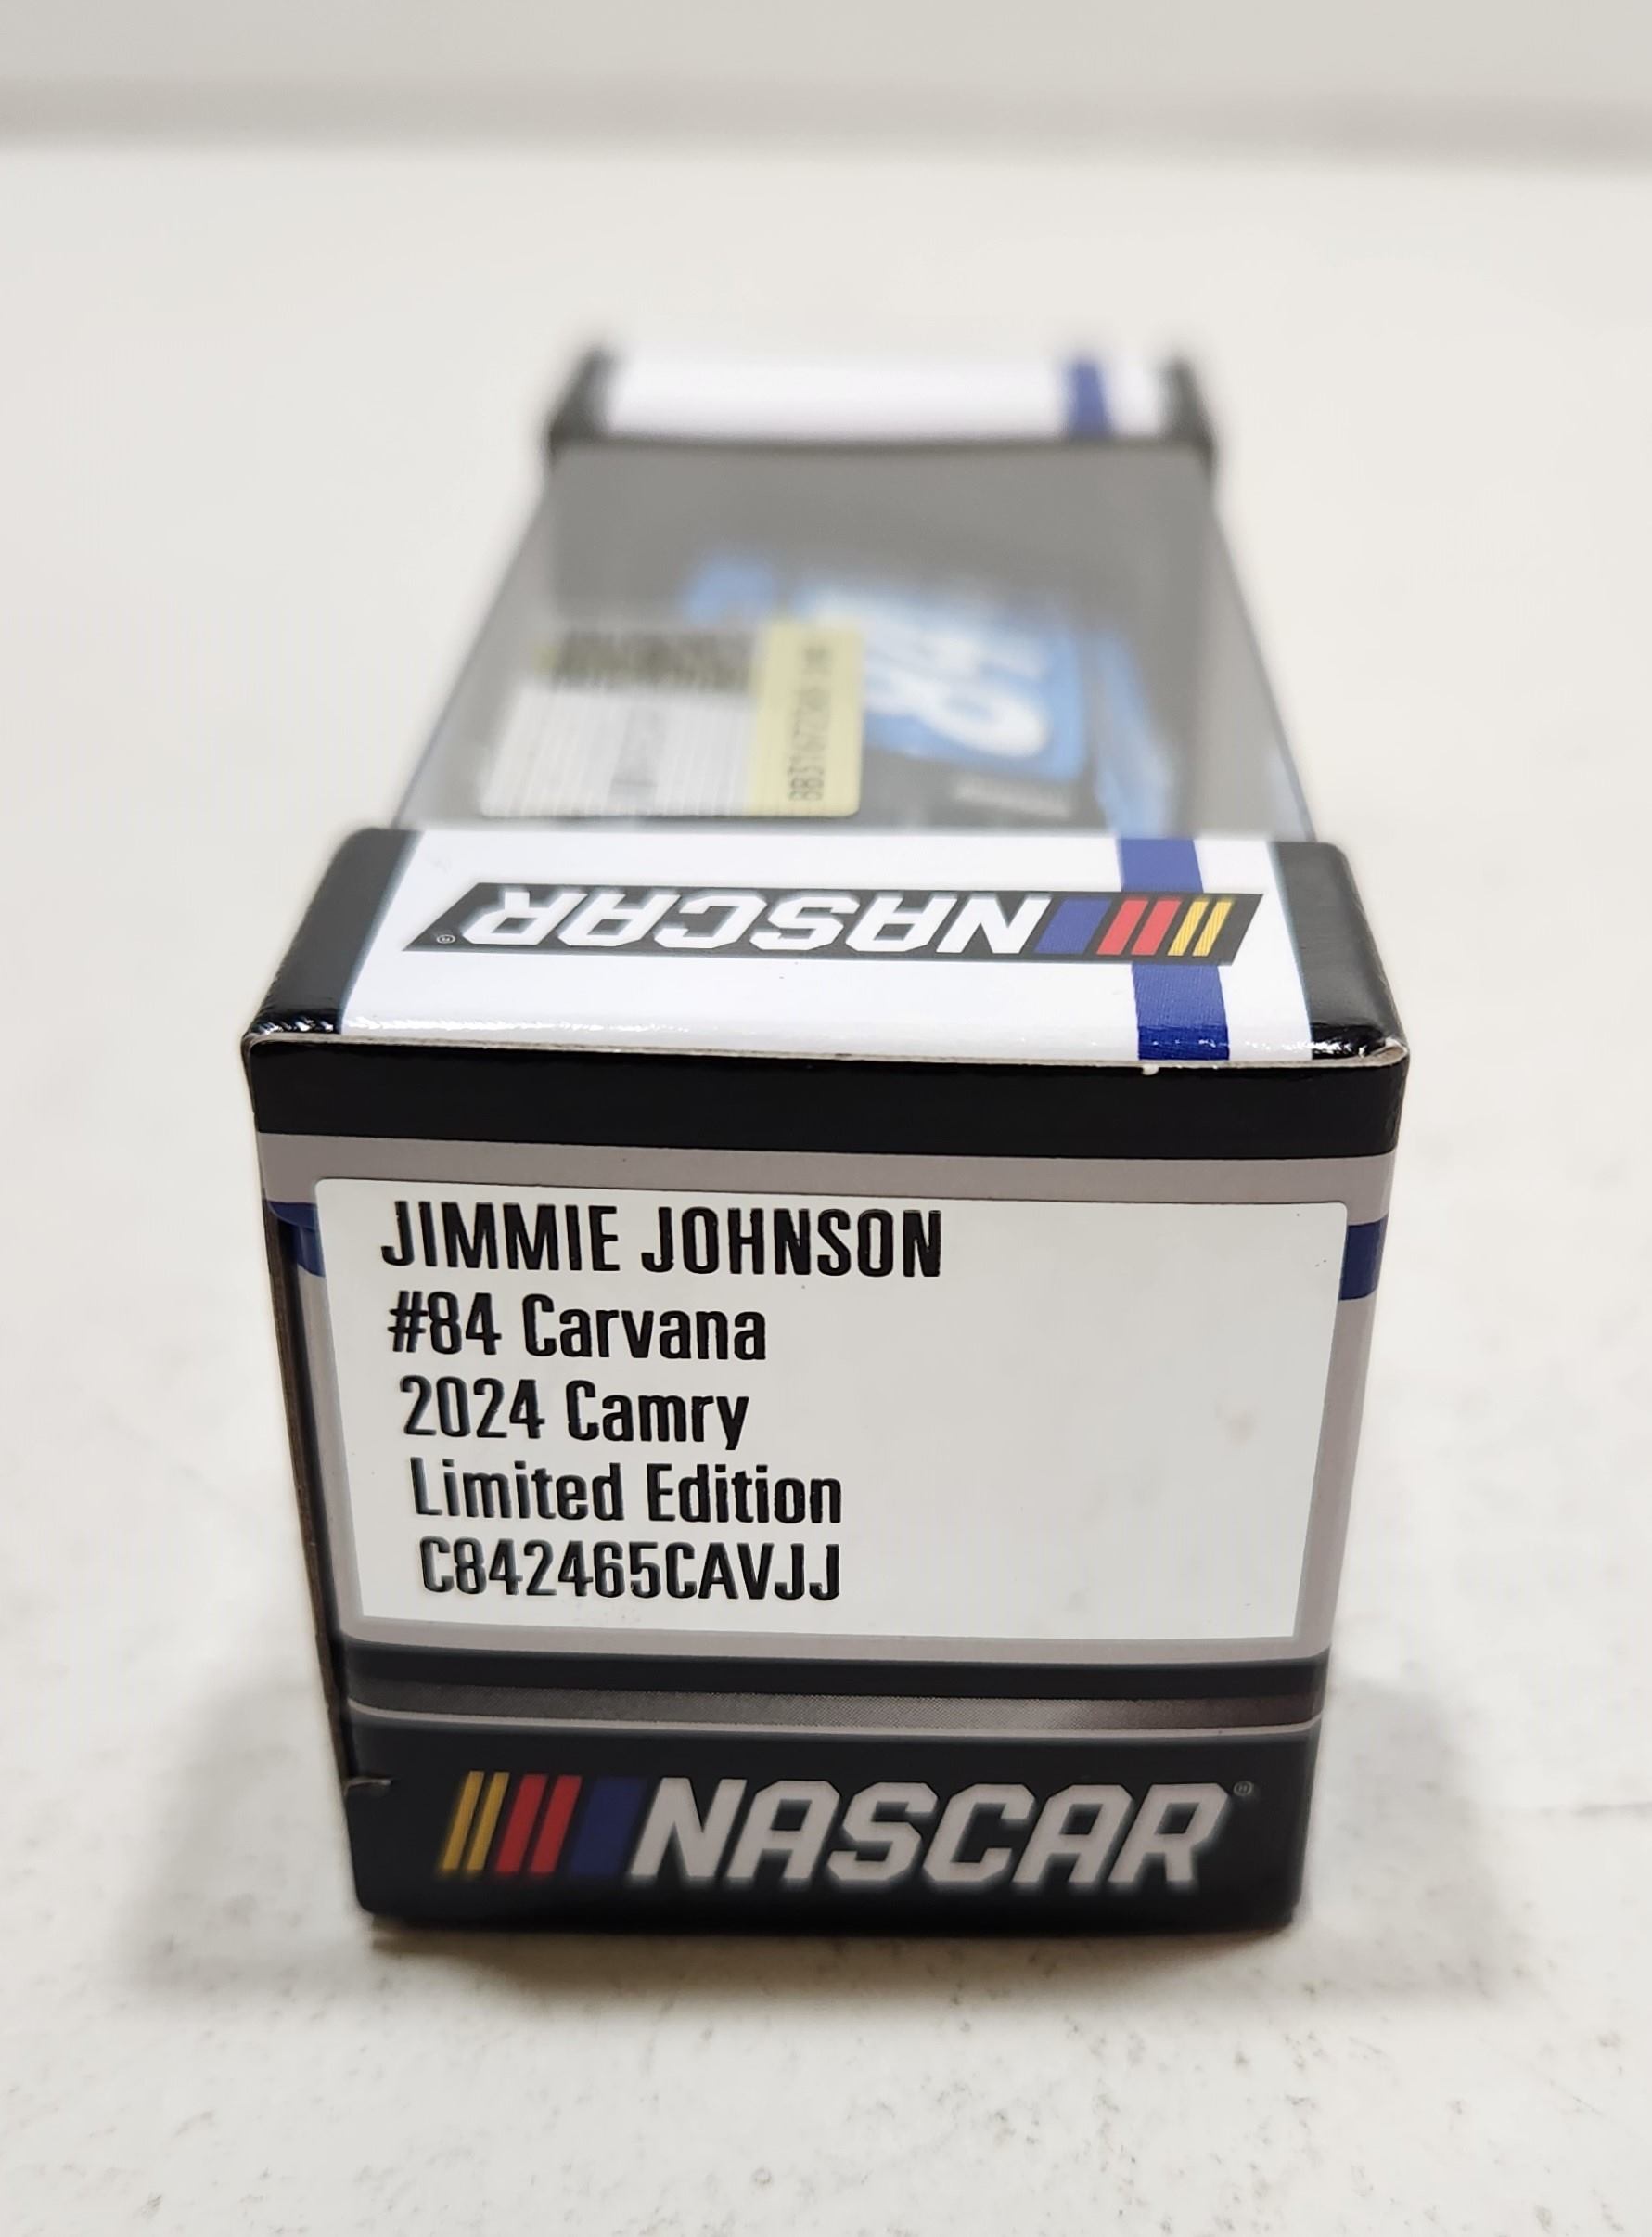 NASCAR
JIMMIE JOHNSON
#84 Carvana
2024 Camry
Limited Edition
C842465CAVJJ
NASCAR